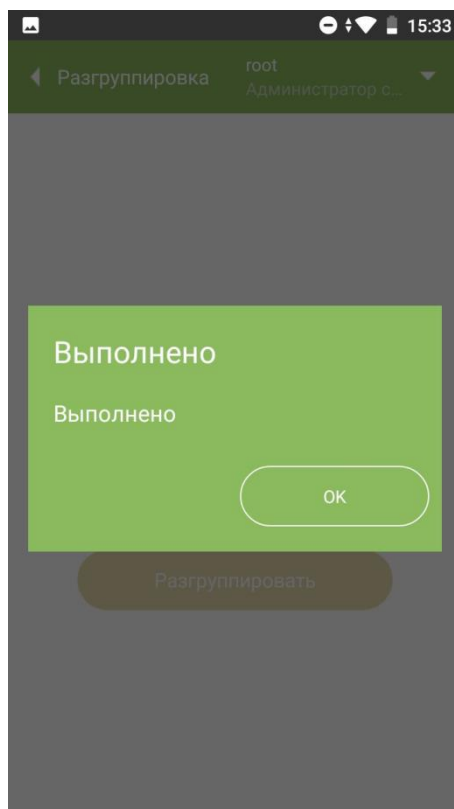 15:33
Разгруппировка
root
Администратор с...
Выполнено
Выполнено
OK
Разгруппировать